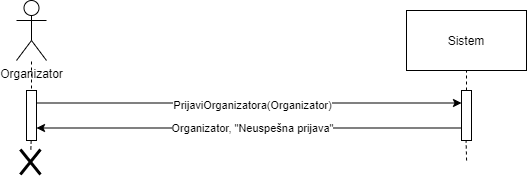 Organizator
Sistem
PrijaviOrganizatora(Organizator)
Organizator, "Neuspešna prijava"